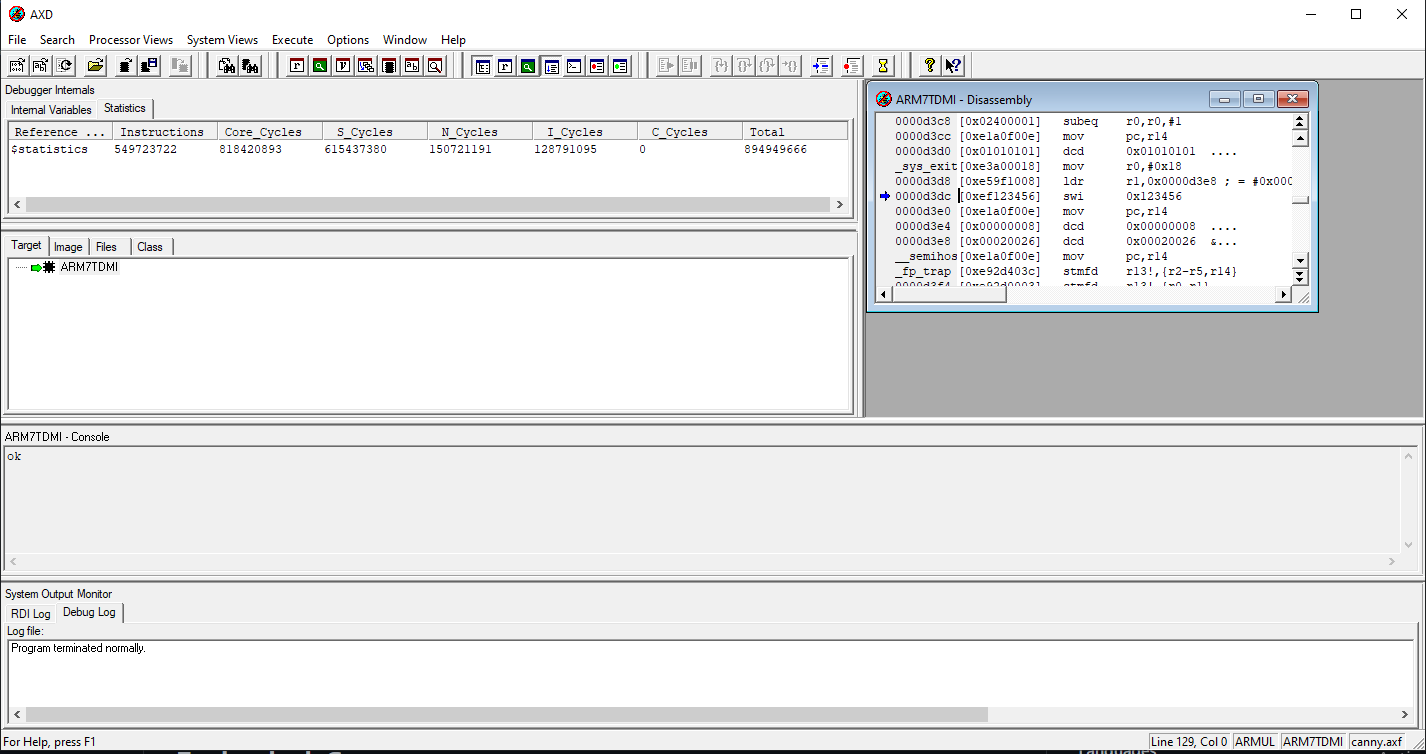 AXD
File Search Processor Views System Views Execute Options Window Help
Debugger Internals
Internal Variables Statistics
Reference ... Instructions Core_Cycles S_Cycles N_Cycles I_Cycles C_Cycles Total
$statistics 549723722 818420893 615437380 150721191 128791095 0 894949666
Target Image Files Class
ARM7TDMI
ARM7TDMI - Disassembly
0000d3c8 [0x02400001] subeq r0,r0,#1
0000d3cc [0xe1a0f00e] mov pc,r14
0000d3d0 [0x01010101] dcd 0x01010101 ....
_sys_exit[0xe3a00018] mov r0,#0x18
0000d3d8 [0xe59f1008] ldr r1,0x0000d3e8 ; = #0x000
0000d3dc [0xef123456] swi 0x123456
0000d3e0 [0xe1a0f00e] mov pc,r14
0000d3e4 [0x00000008] dcd 0x00000008 ....
0000d3e8 [0x00020026] dcd 0x00020026 &...
__semihos[0xe1a0f00e] mov pc,r14
_fp_trap [0xe92d403c] stmfd r13!,{r2-r5,r14}
0000d3f4 [0xe92d0003] stmfd r13!,{r0,r1}
ARM7TDMI - Console
ok
System Output Monitor
RDI Log Debug Log
Log file:
Program terminated normally.
For Help, press F1
Line 129, Col 0 ARMUL ARM7TDMI canny.axf